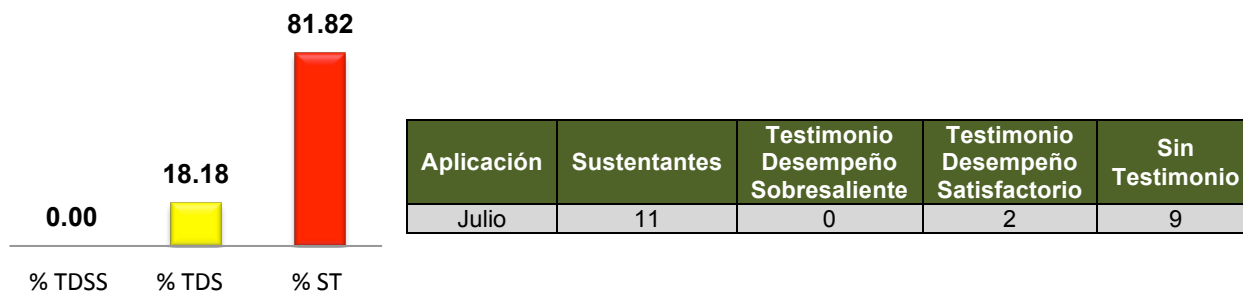 81.82
18.18
0.00
% TDSS % TDS % ST
Aplicación Sustentantes Testimonio Desempeño Sobresaliente Testimonio Desempeño Satisfactorio Sin Testimonio
Julio 11 0 2 9